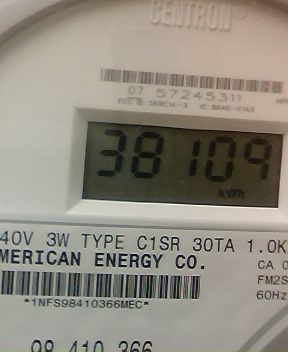 CENTRON®
07 57245311
38109
kWh
40V 3W TYPE C1SR 30TA 1.0K
MERICAN ENERGY CO.
CA 0
FM2S
60Hz
*1NFS98410366MEC*
98 410 366